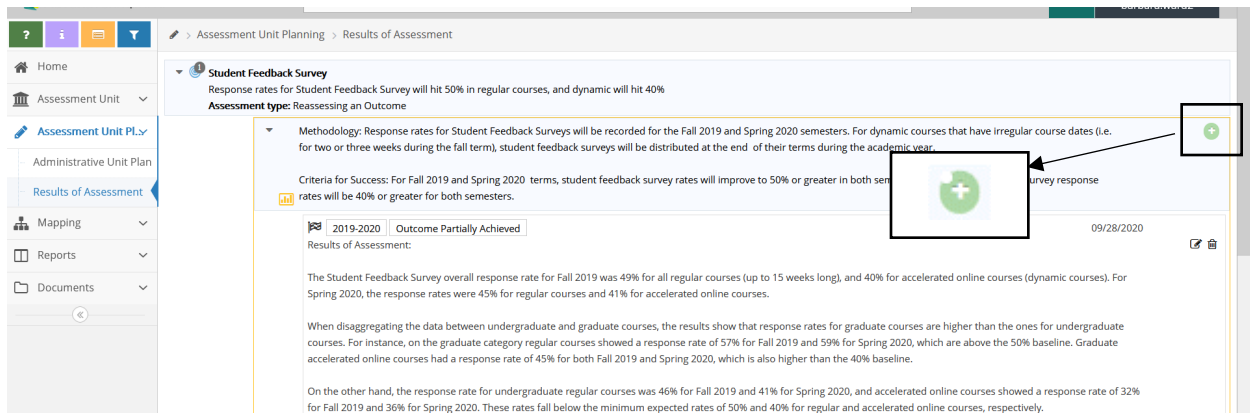 ? i
Assessment Unit Planning > Results of Assessment
Home
Assessment Unit
Assessment Unit Pl..
Administrative Unit Plan
Results of Assessment
Mapping
Reports
Documents
1
Student Feedback Survey
Response rates for Student Feedback Survey will hit 50% in regular courses, and dynamic will hit 40%
Assessment type: Reassessing an Outcome
Methodology: Response rates for Student Feedback Surveys will be recorded for the Fall 2019 and Spring 2020 semesters. For dynamic courses that have irregular course dates (i.e.
for two or three weeks during the fall term), student feedback surveys will be distributed at the end of their terms during the academic year.
Criteria for Success: For Fall 2019 and Spring 2020 terms, student feedback survey rates will improve to 50% or greater in both sem urvey response
rates will be 40% or greater for both semesters.
2019-2020 Outcome Partially Achieved 09/28/2020
Results of Assessment:
The Student Feedback Survey overall response rate for Fall 2019 was 49% for all regular courses (up to 15 weeks long), and 40% for accelerated online courses (dynamic courses). For
Spring 2020, the response rates were 45% for regular courses and 41% for accelerated online courses.
When disaggregating the data between undergraduate and graduate courses, the results show that response rates for graduate courses are higher than the ones for undergraduate
courses. For instance, on the graduate category regular courses showed a response rate of 57% for Fall 2019 and 59% for Spring 2020, which are above the 50% baseline. Graduate
accelerated online courses had a response rate of 45% for both Fall 2019 and Spring 2020, which is also higher than the 40% baseline.
On the other hand, the response rate for undergraduate regular courses was 46% for Fall 2019 and 41% for Spring 2020, and accelerated online courses showed a response rate of 32%
for Fall 2019 and 36% for Spring 2020. These rates fall below the minimum expected rates of 50% and 40% for regular and accelerated online courses, respectively.